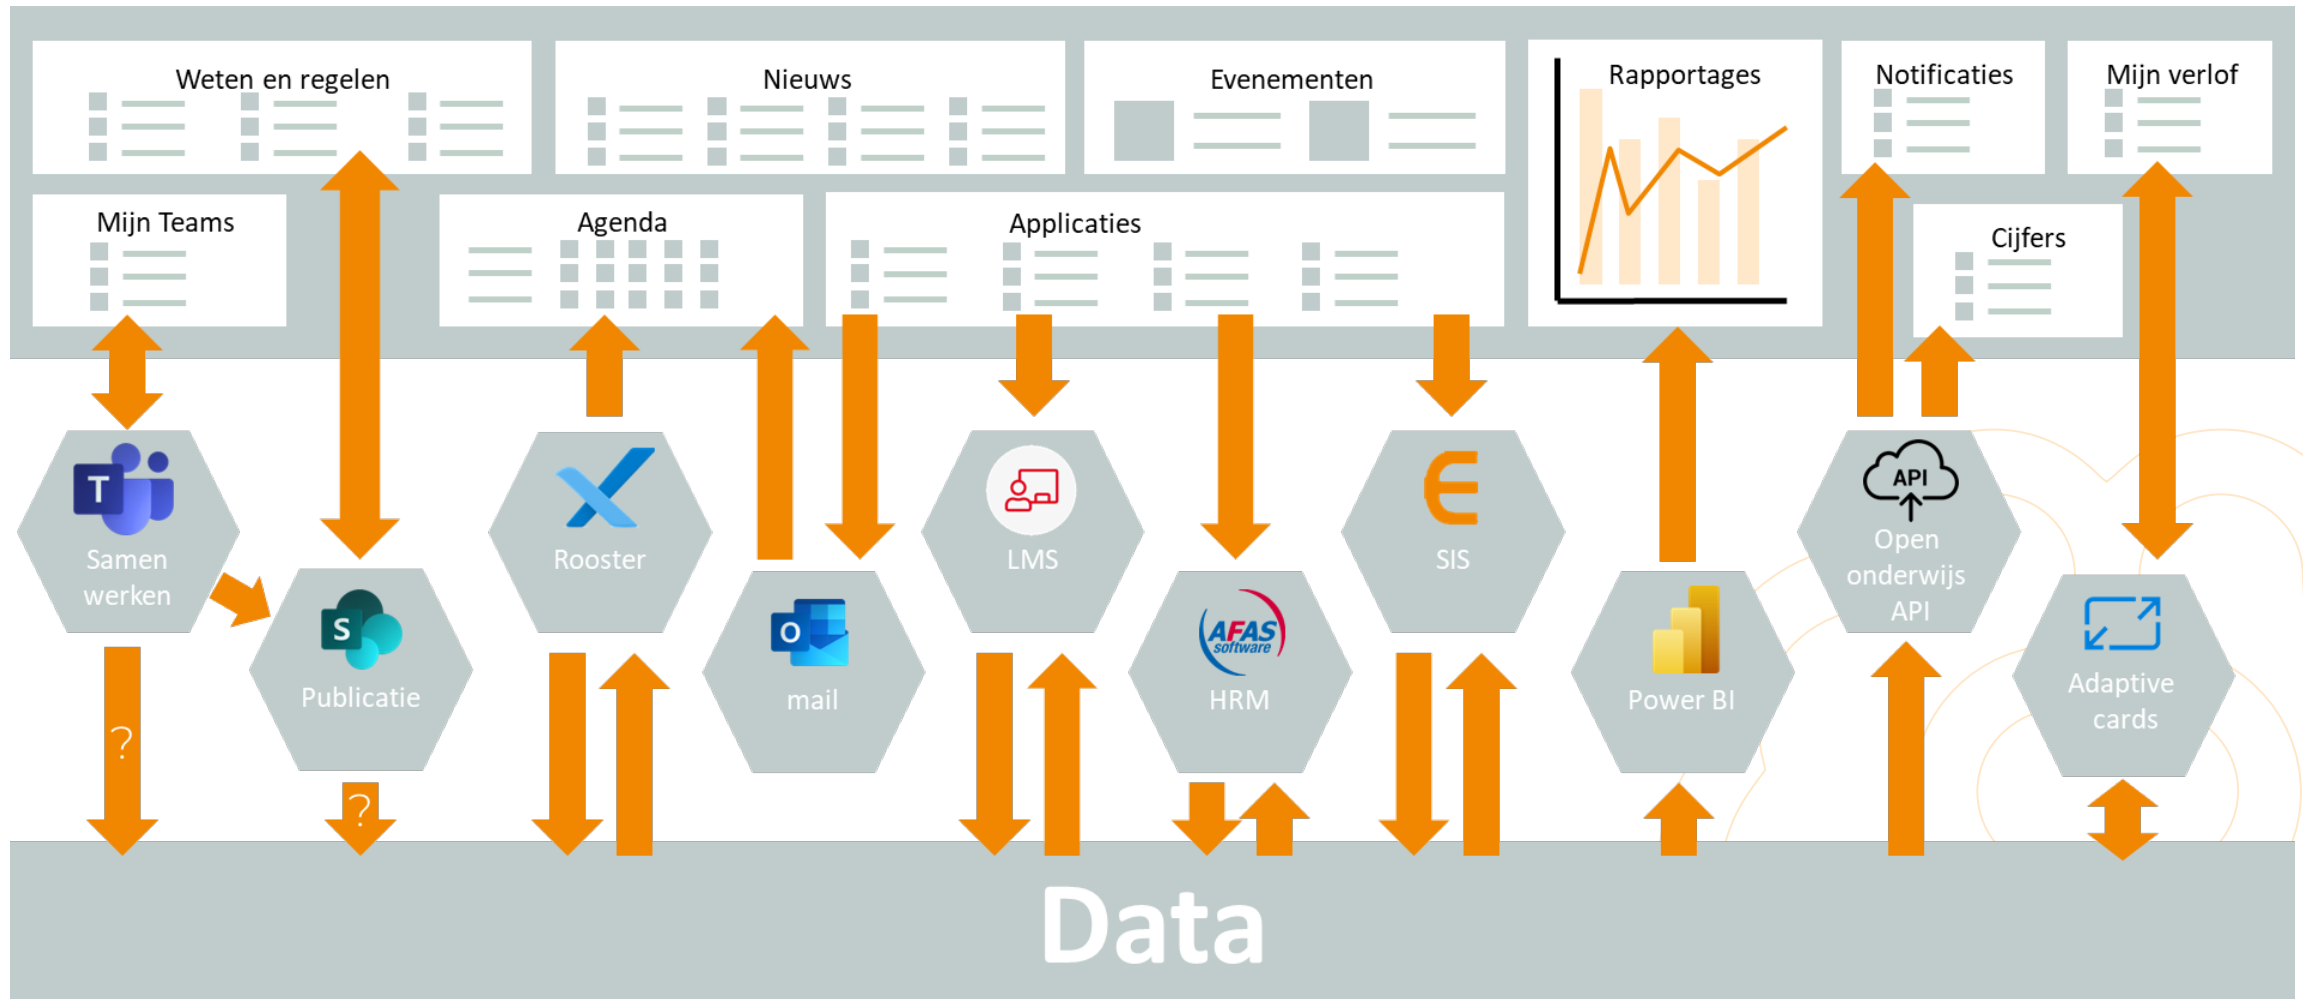 Weten en regelen
Nieuws
Evenementen
Rapportages
Notificaties
Mijn verlof
Mijn Teams
Agenda
Applicaties
Cijfers
T
Samen
werken
S
Publicatie
Rooster
O
mail
LMS
AFAS
software
HRM
SIS
Power BI
API
Open
onderwijs
API
Adaptive
cards
?
?
Data